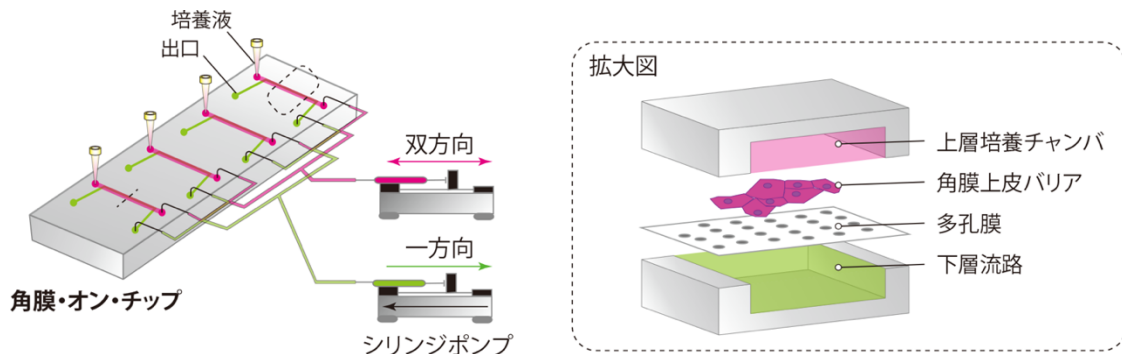 培養液
出口
双方向
一方向
角膜・オン・チップ
シリンジポンプ
拡大図
上層培養チャンバ
角膜上皮バリア
多孔膜
下層流路